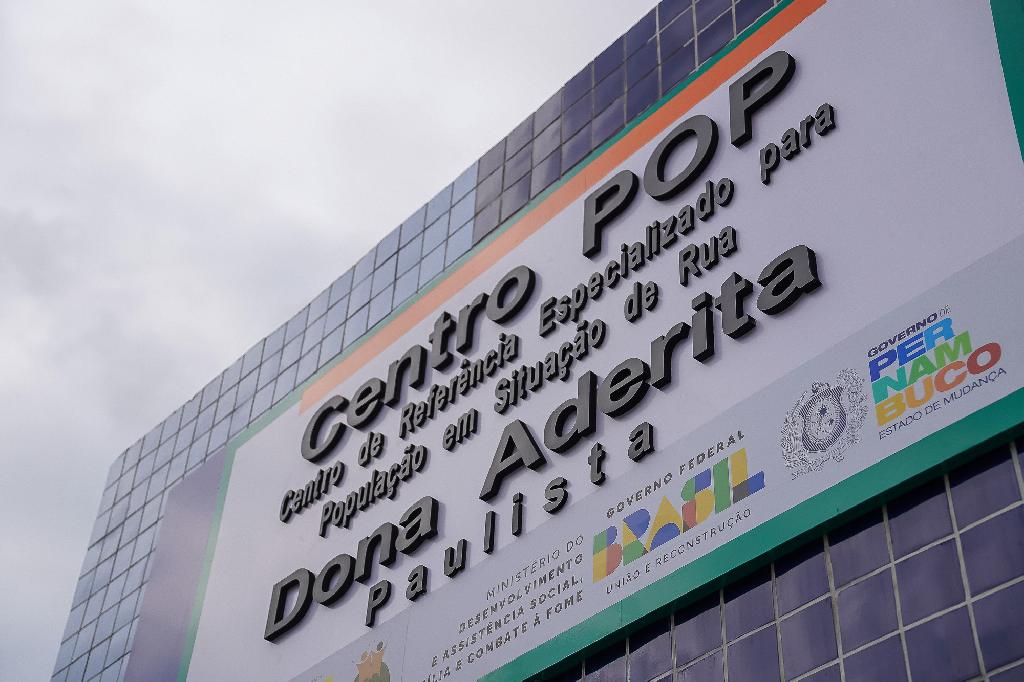 Centro POP
Centro de Referência Especializado para
População em Situação de Rua
Dona Aderita
Paulista
MINISTÉRIO DO
DESENVOLVIMENTO
E ASSISTÊNCIA SOCIAL,
E COMBATE À FOME
GOVERNO FEDERAL
BRASIL
UNIÃO E RECONSTRUÇÃO
GOVERNO DE
PER
NAM
BUCO
ESTADO DE MUDANÇA